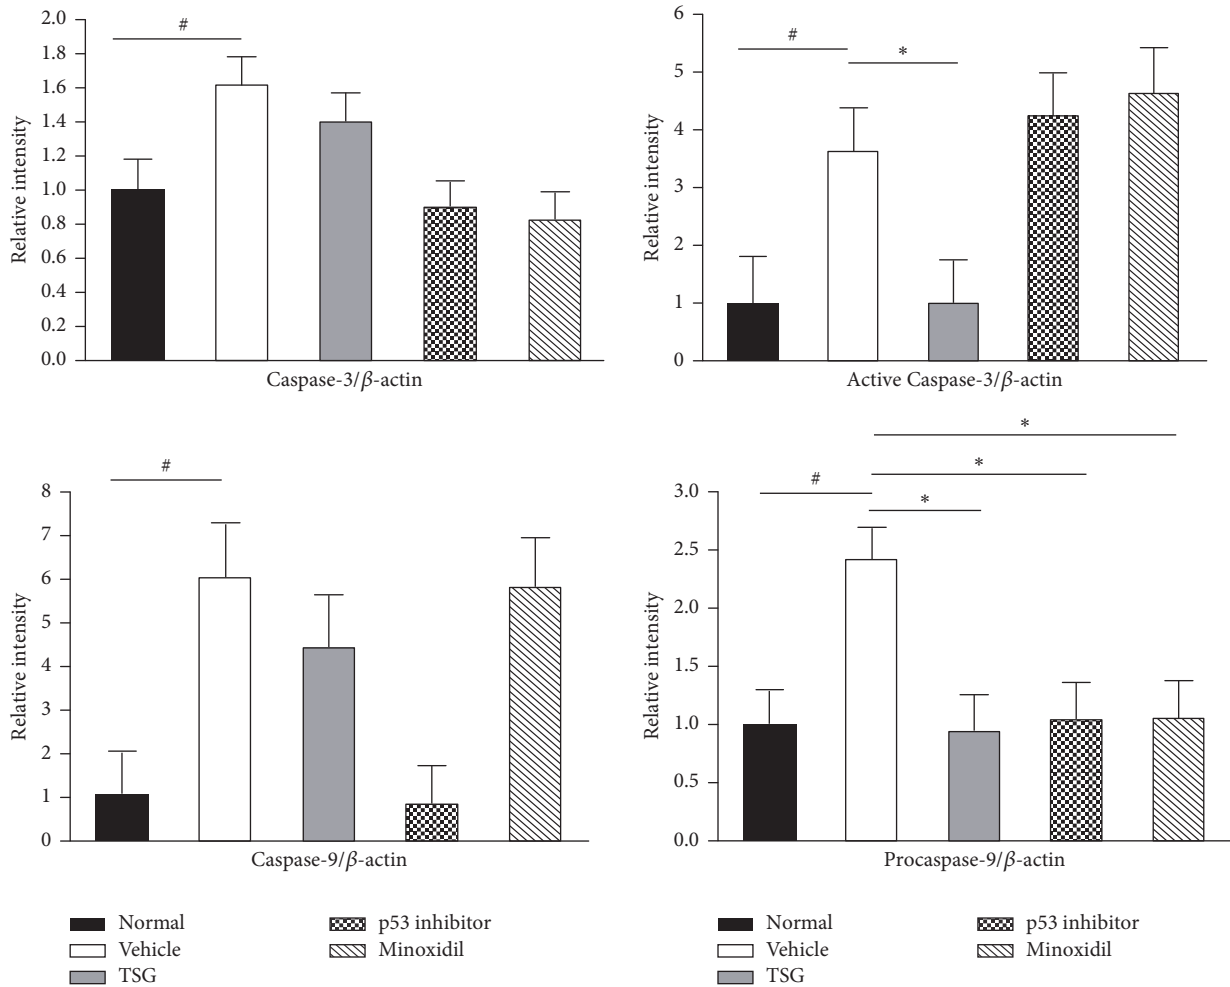 2.0
1.8
1.6
1.4
1.2
1.0
0.8
0.6
0.4
0.2
0.0
Relative intensity
#
Caspase-3/β-actin
6
5
4
3
2
1
0
Relative intensity
#
*
Active Caspase-3/β-actin
8
7
6
5
4
3
2
1
0
Relative intensity
#
Caspase-9/β-actin
*
*
#
*
3.0
2.5
2.0
1.5
1.0
0.5
0.0
Relative intensity
Procaspase-9/β-actin
Normal
Vehicle
TSG
p53 inhibitor
Minoxidil
Normal
Vehicle
TSG
p53 inhibitor
Minoxidil